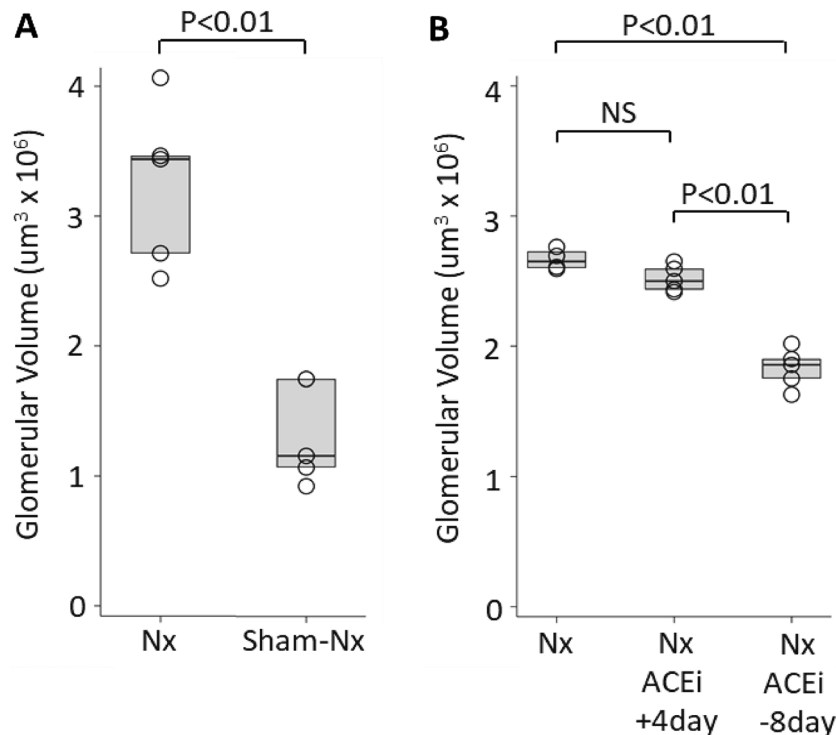 A
P<0.01
Glomerular Volume (um³ x 10⁶)
4
3
2
1
0
Nx Sham-Nx
B
P<0.01
NS
P<0.01
Glomerular Volume (um³ x 10⁶)
4
3
2
1
0
Nx Nx Nx
ACEi ACEi
+4day -8day